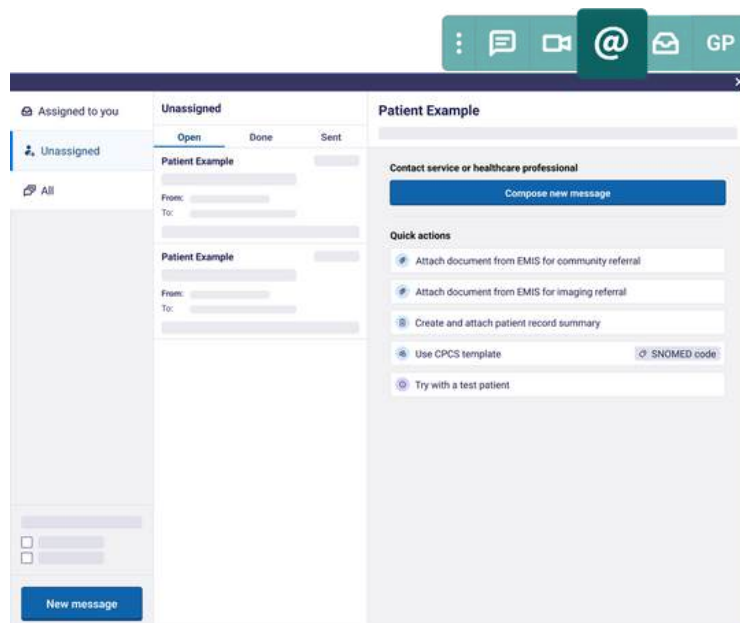 @
GP
Assigned to you
Unassigned
All
New message
Unassigned
Open Done Sent
Patient Example
From:
To:
Patient Example
From:
To:
Patient Example
Contact service or healthcare professional
Compose new message
Quick actions
Attach document from EMIS for community referral
Attach document from EMIS for imaging referral
Create and attach patient record summary
Use CPCS template SNOMED code
Try with a test patient